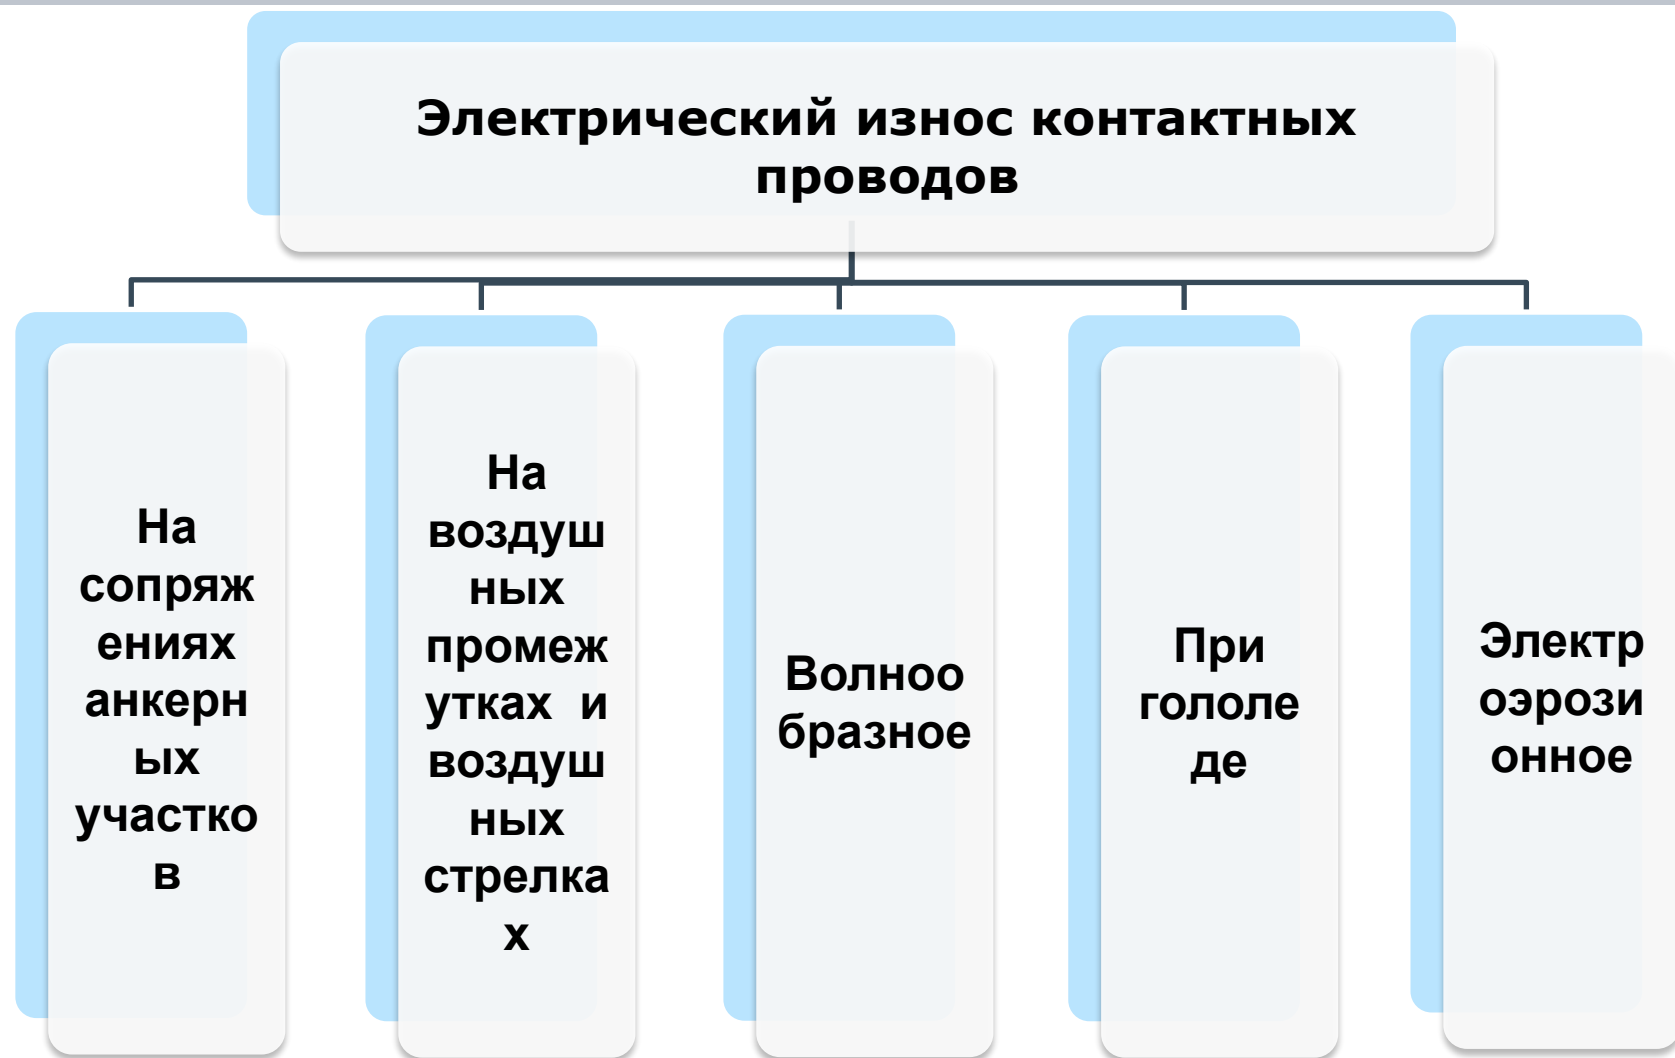 Электрический износ контактных
проводов
На
сопряж
ениях
анкерн
ых
участко
в
На
воздуш
ных
промеж
утках и
воздуш
ных
стрелка
х
Волноо
бразное
При
гололе
де
Электр
оэрози
онное